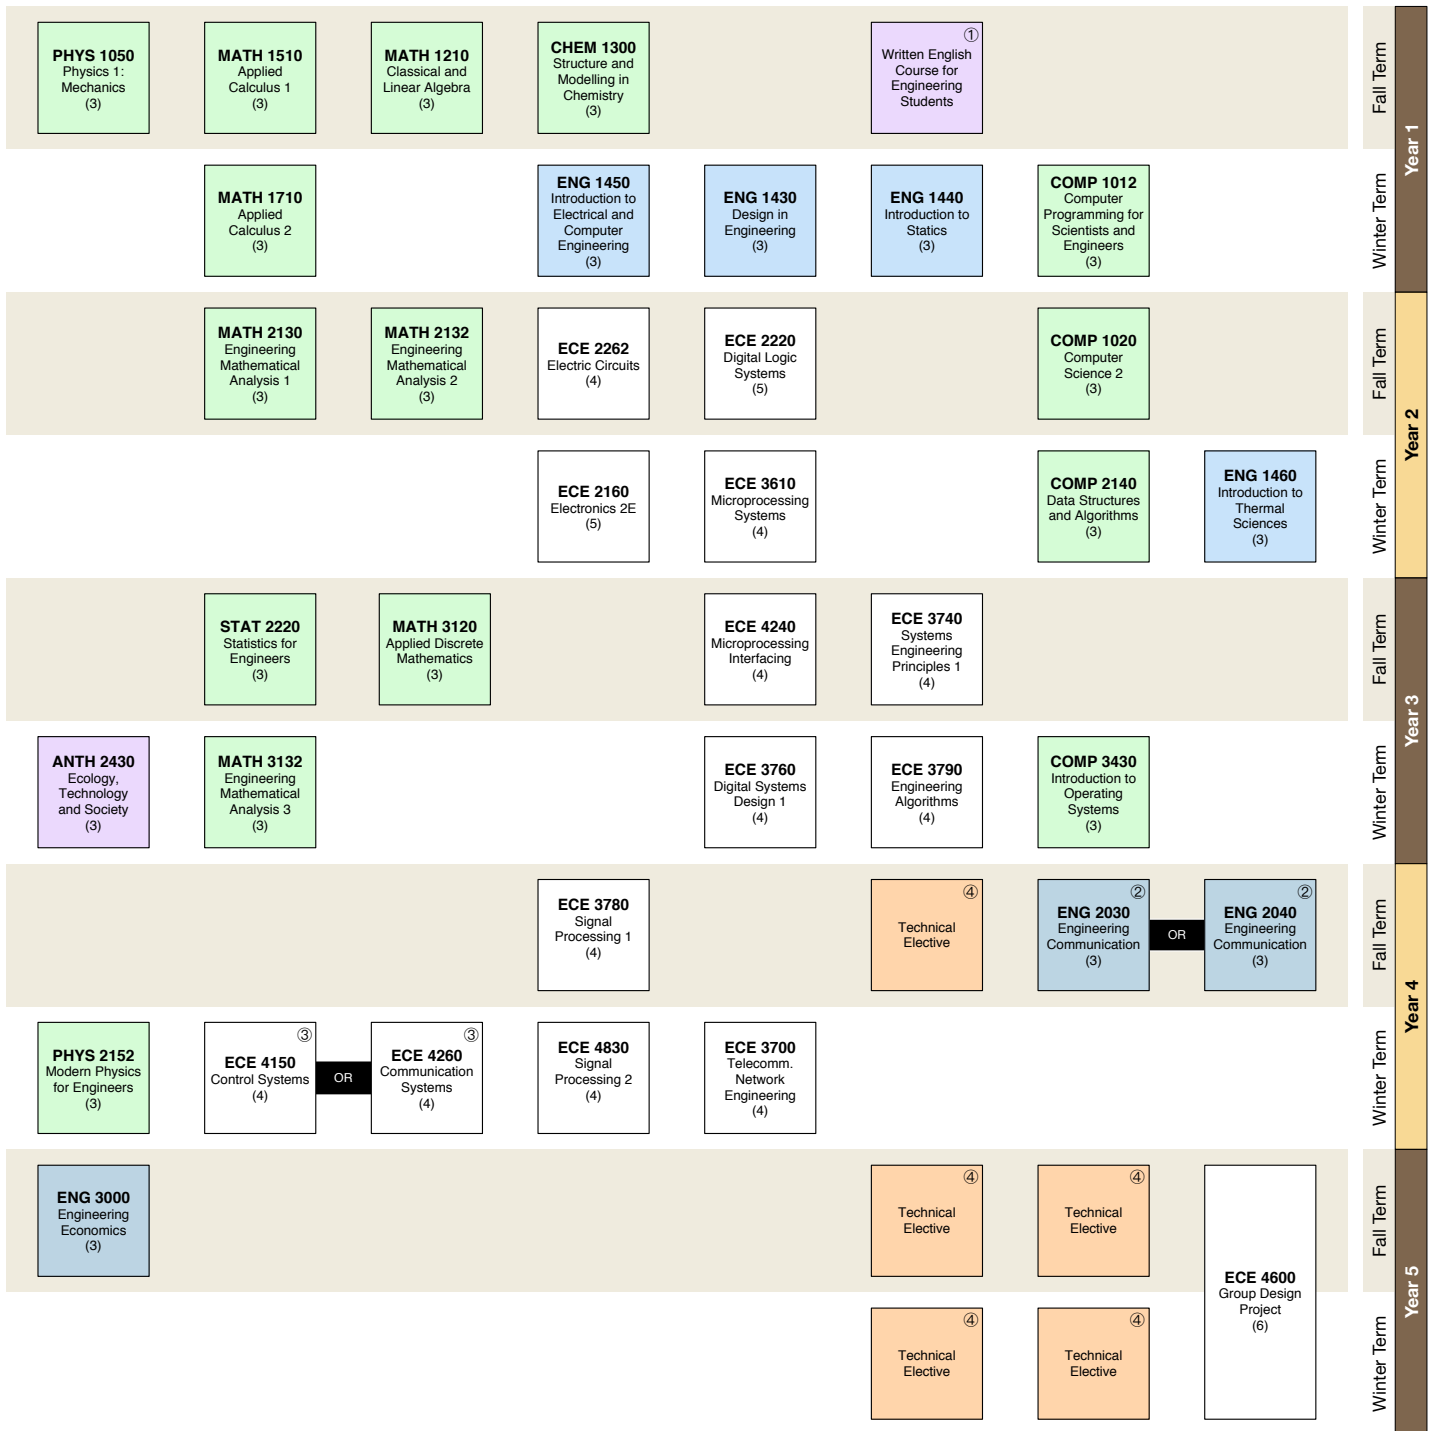 PHYS 1050
Physics 1:
Mechanics
(3)
MATH 1510
Applied
Calculus 1
(3)
MATH 1210
Classical and
Linear Algebra
(3)
CHEM 1300
Structure and
Modelling in
Chemistry
(3)
①
Written English
Course for
Engineering
Students
Fall Term
Year 1
MATH 1710
Applied
Calculus 2
(3)
ENG 1450
Introduction to
Electrical and
Computer
Engineering
(3)
ENG 1430
Design in
Engineering
(3)
ENG 1440
Introduction to
Statics
(3)
COMP 1012
Computer
Programming for
Scientists and
Engineers
(3)
Winter Term
MATH 2130
Engineering
Mathematical
Analysis 1
(3)
MATH 2132
Engineering
Mathematical
Analysis 2
(3)
ECE 2262
Electric Circuits
(4)
ECE 2220
Digital Logic
Systems
(5)
COMP 1020
Computer
Science 2
(3)
Fall Term
Year 2
ECE 2160
Electronics 2E
(5)
ECE 3610
Microprocessing
Systems
(4)
COMP 2140
Data Structures
and Algorithms
(3)
ENG 1460
Introduction to
Thermal
Sciences
(3)
Winter Term
STAT 2220
Statistics for
Engineers
(3)
MATH 3120
Applied Discrete
Mathematics
(3)
ECE 4240
Microprocessing
Interfacing
(4)
ECE 3740
Systems
Engineering
Principles 1
(4)
Fall Term
Year 3
ANTH 2430
Ecology,
Technology
and Society
(3)
MATH 3132
Engineering
Mathematical
Analysis 3
(3)
ECE 3760
Digital Systems
Design 1
(4)
ECE 3790
Engineering
Algorithms
(4)
COMP 3430
Introduction to
Operating
Systems
(3)
Winter Term
ECE 3780
Signal
Processing 1
(4)
④
Technical
Elective
②
ENG 2030
Engineering
Communication
(3)
OR
②
ENG 2040
Engineering
Communication
(3)
Fall Term
Year 4
PHYS 2152
Modern Physics
for Engineers
(3)
③
ECE 4150
Control Systems
(4)
OR
③
ECE 4260
Communication
Systems
(4)
ECE 4830
Signal
Processing 2
(4)
ECE 3700
Telecomm.
Network
Engineering
(4)
Winter Term
ENG 3000
Engineering
Economics
(3)
④
Technical
Elective
④
Technical
Elective
ECE 4600
Group Design
Project
(6)
Fall Term
Year 5
④
Technical
Elective
④
Technical
Elective
Winter Term